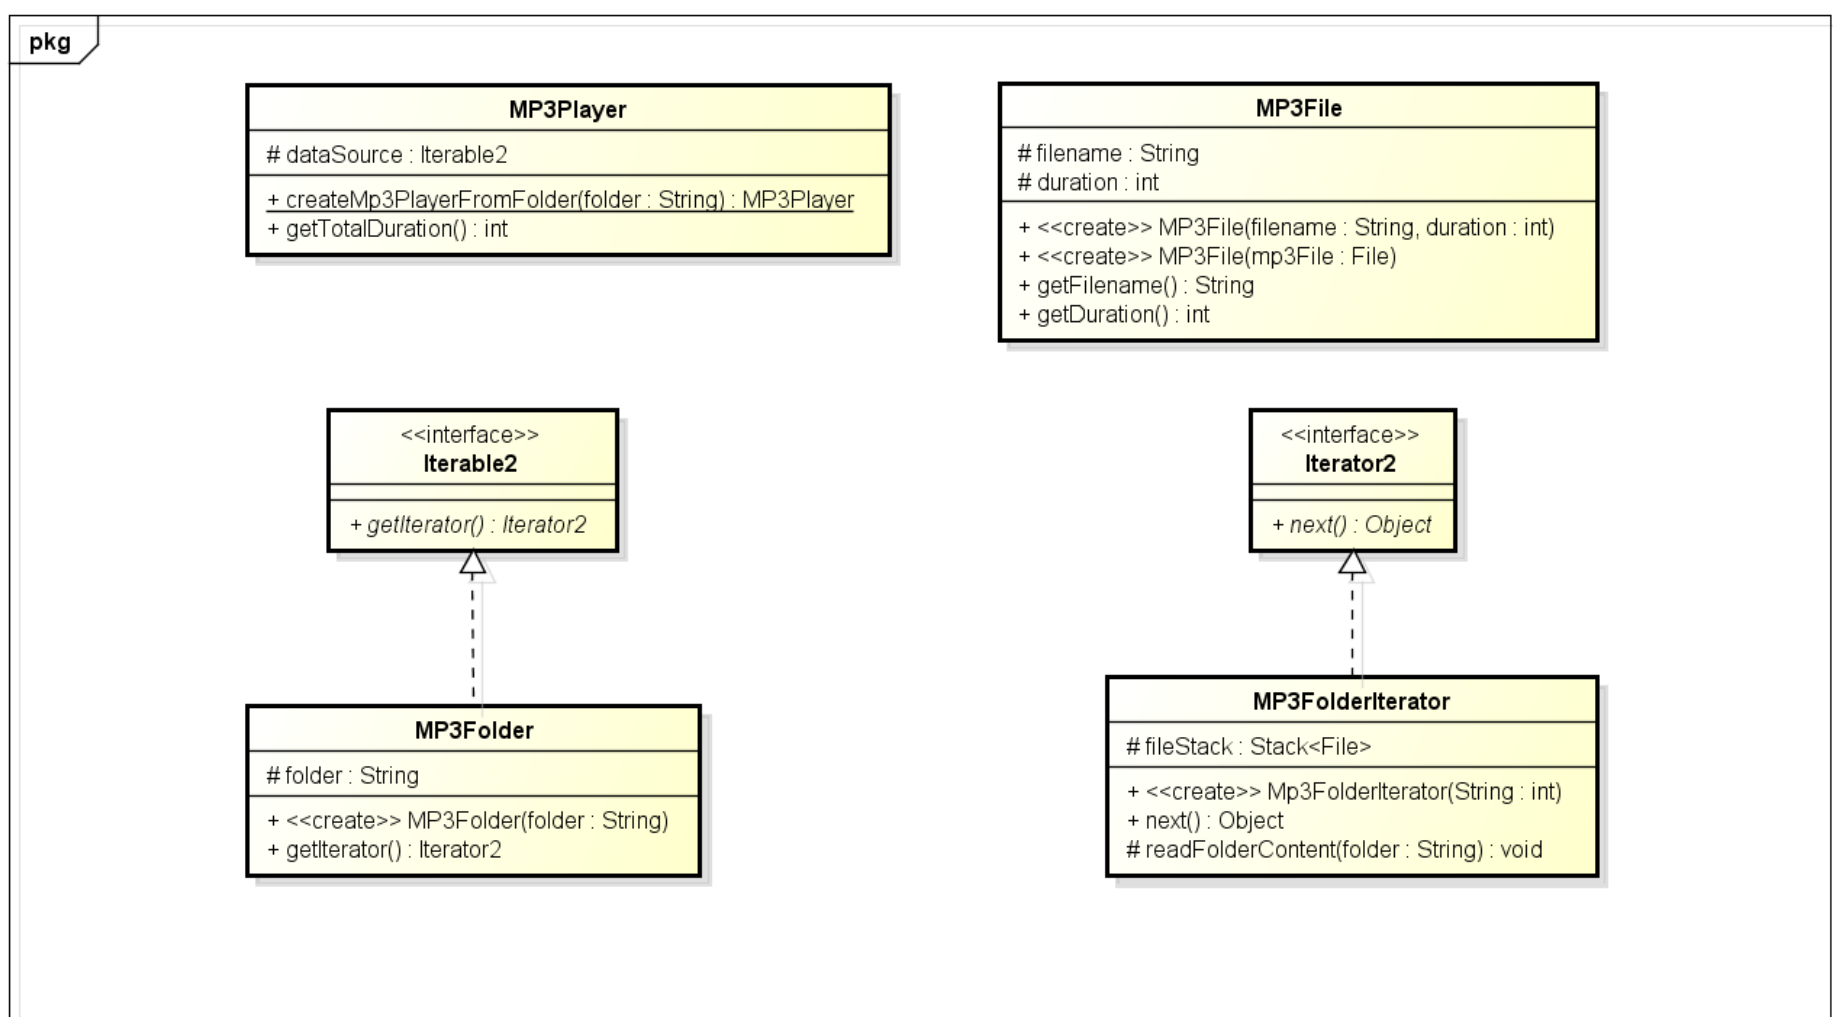 pkg
MP3Player
# dataSource : Iterable2
+ createMp3PlayerFromFolder(folder : String) : MP3Player
+ getTotalDuration() : int
MP3File
# filename : String
# duration : int
+ <<create>> MP3File(filename : String, duration : int)
+ <<create>> MP3File(mp3File : File)
+ getFilename() : String
+ getDuration() : int
<<interface>>
Iterable2
+ getIterator() : Iterator2
<<interface>>
Iterator2
+ next() : Object
MP3Folder
# folder : String
+ <<create>> MP3Folder(folder : String)
+ getIterator() : Iterator2
MP3FolderIterator
# fileStack : Stack<File>
+ <<create>> Mp3FolderIterator(String : int)
+ next() : Object
# readFolderContent(folder : String) : void